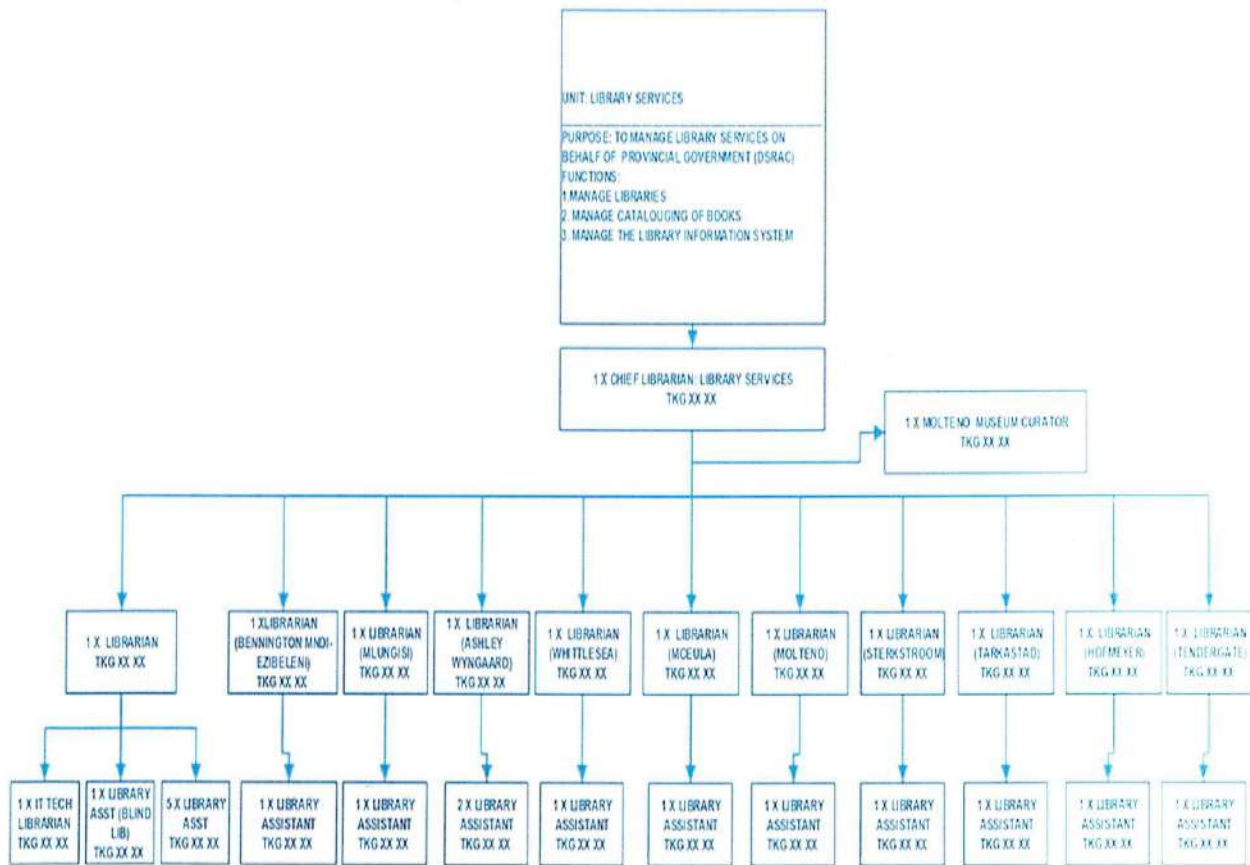 UNIT: LIBRARY SERVICES
PURPOSE: TO MANAGE LIBRARY SERVICES ON
BEHALF OF PROVINCIAL GOVERNMENT (DSRAC)
FUNCTIONS:
1.MANAGE LIBRARIES
2. MANAGE CATALOUGING OF BOOKS
3. MANAGE THE LIBRARY INFORMATION SYSTEM
1 X CHIEF LIBRARIAN: LIBRARY SERVICES
TKG XX XX
1 X MOLTENO MUSEUM CURATOR
TKG XX XX
1 X LIBRARIAN
TKG XX XX
1 XLIBRARIAN
(BENNINGTON MNDI-
EZIBELENI)
TKG XX XX
1 X LIBRARIAN
(MLUNGISI)
TKG XX XX
1 X LIBRARIAN
(ASHLEY
WYNGAARD)
TKG XX XX
1 X LIBRARIAN
(WHITTLESEA)
TKG XX XX
1 X LIBRARIAN
(MCEULA)
TKG XX XX
1 X LIBRARIAN
(MOLTENO)
TKG XX XX
1 X LIBRARIAN
(STERKSTROOM)
TKG XX XX
1 X LIBRARIAN
(TARKASTAD)
TKG XX XX
1 X LIBRARIAN
(HOFMEYER)
TKG XX XX
1 X LIBRARIAN
(TENDERGATE)
TKG XX XX
1 X IT TECH
LIBRARIAN
TKG XX XX
1 X LIBRARY
ASST (BLIND
LIB)
TKG XX XX
5 X LIBRARY
ASST
TKG XX XX
1 X LIBRARY
ASSISTANT
TKG XX XX
1 X LIBRARY
ASSISTANT
TKG XX XX
2 X LIBRARY
ASSISTANT
TKG XX XX
1 X LIBRARY
ASSISTANT
TKG XX XX
1 X LIBRARY
ASSISTANT
TKG XX XX
1 X LIBRARY
ASSISTANT
TKG XX XX
1 X LIBRARY
ASSISTANT
TKG XX XX
1 X LIBRARY
ASSISTANT
TKG XX XX
1 X LIBRARY
ASSISTANT
TKG XX XX
1 X LIBRARY
ASSISTANT
TKG XX XX